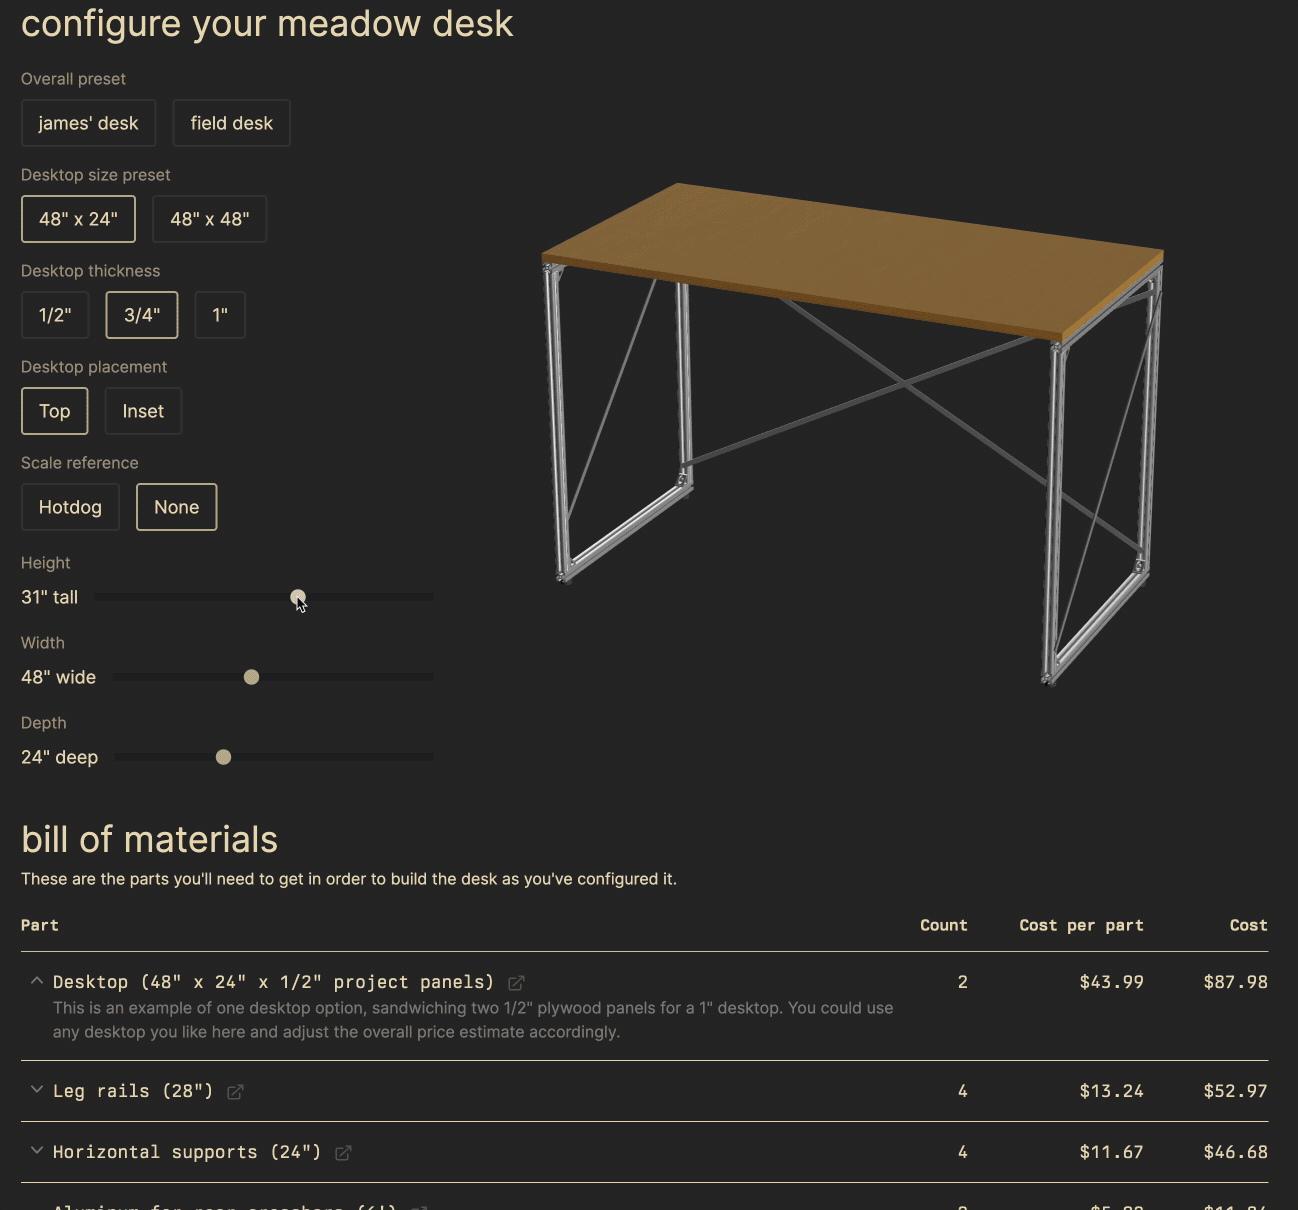 configure your meadow desk
Overall preset
james' desk field desk
Desktop size preset
48" x 24" 48" x 48"
Desktop thickness
1/2" 3/4" 1"
Desktop placement
Top Inset
Scale reference
Hotdog None
Height
31" tall
Width
48" wide
Depth
24" deep
bill of materials
These are the parts you'll need to get in order to build the desk as you've configured it.
Part Count Cost per part Cost
Desktop (48" x 24" x 1/2" project panels) 2 $43.99 $87.98
This is an example of one desktop option, sandwiching two 1/2" plywood panels for a 1" desktop. You could use
any desktop you like here and adjust the overall price estimate accordingly.
Leg rails (28") 4 $13.24 $52.97
Horizontal supports (24") 4 $11.67 $46.68